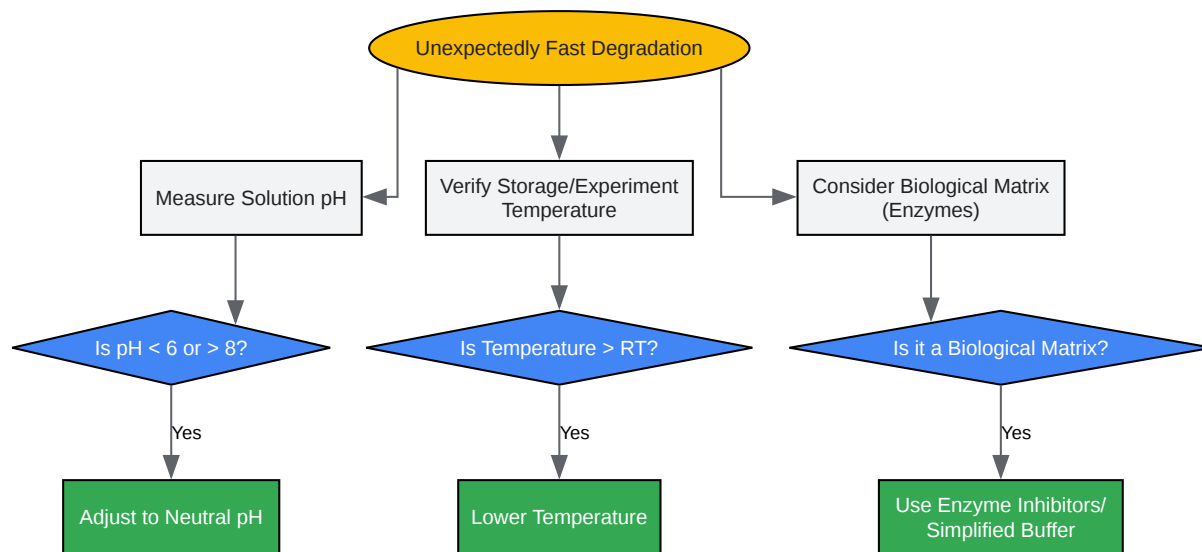 Unexpectedly Fast Degradation
Measure Solution pH
Verify Storage/Experiment
Temperature
Consider Biological Matrix
(Enzymes)
Is pH < 6 or > 8?
Is Temperature > RT?
Is it a Biological Matrix?
Yes
Yes
Yes
Adjust to Neutral pH
Lower Temperature
Use Enzyme Inhibitors/
Simplified Buffer